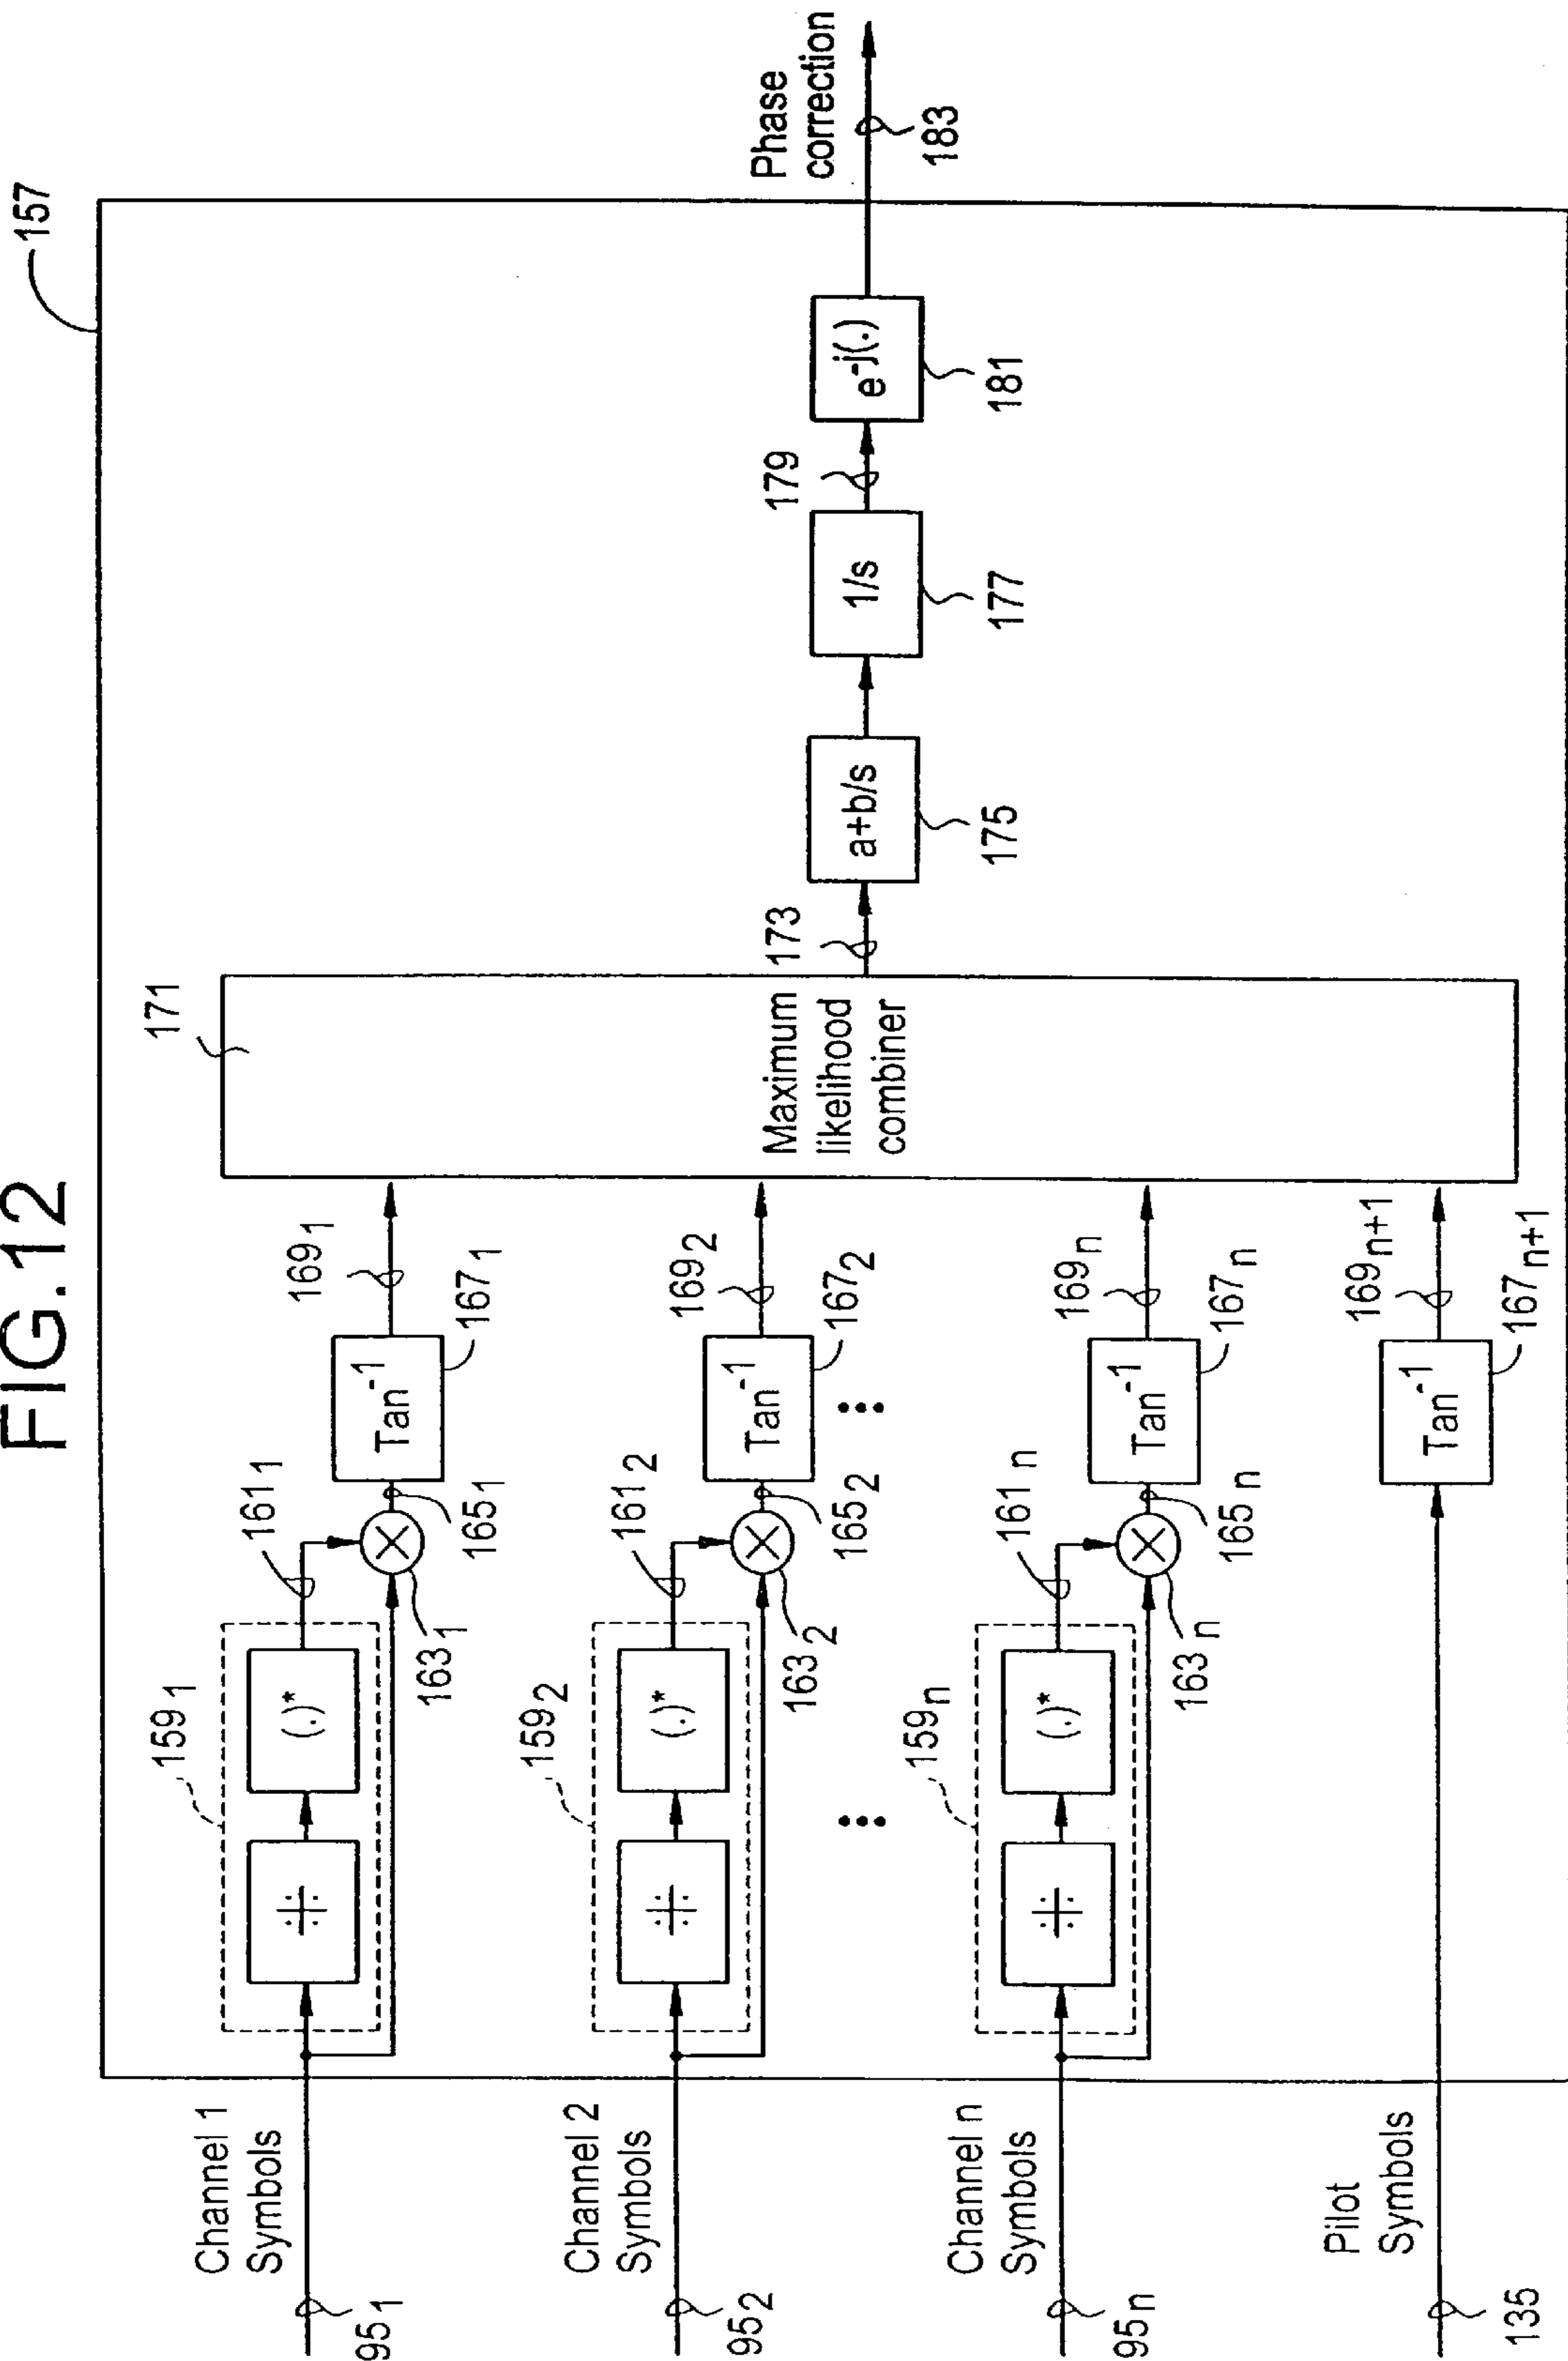 FIG.12
157
Channel 1
Symbols
95₁
159₁
(.)*
161₁
163₁
165₁
Tan⁻¹
167₁
169₁
Channel 2
Symbols
95₂
159₂
(.)*
161₂
163₂
165₂
Tan⁻¹
167₂
169₂
Channel n
Symbols
95ₙ
159ₙ
(.)*
161ₙ
163ₙ
165ₙ
Tan⁻¹
167ₙ
169ₙ
Pilot
Symbols
135
Tan⁻¹
167ₙ₊₁
169ₙ₊₁
171
Maximum
likelihood
combiner
173
a+b/s
175
1/s
177
179
e⁻ʲ⁽·⁾
181
Phase
correction
183